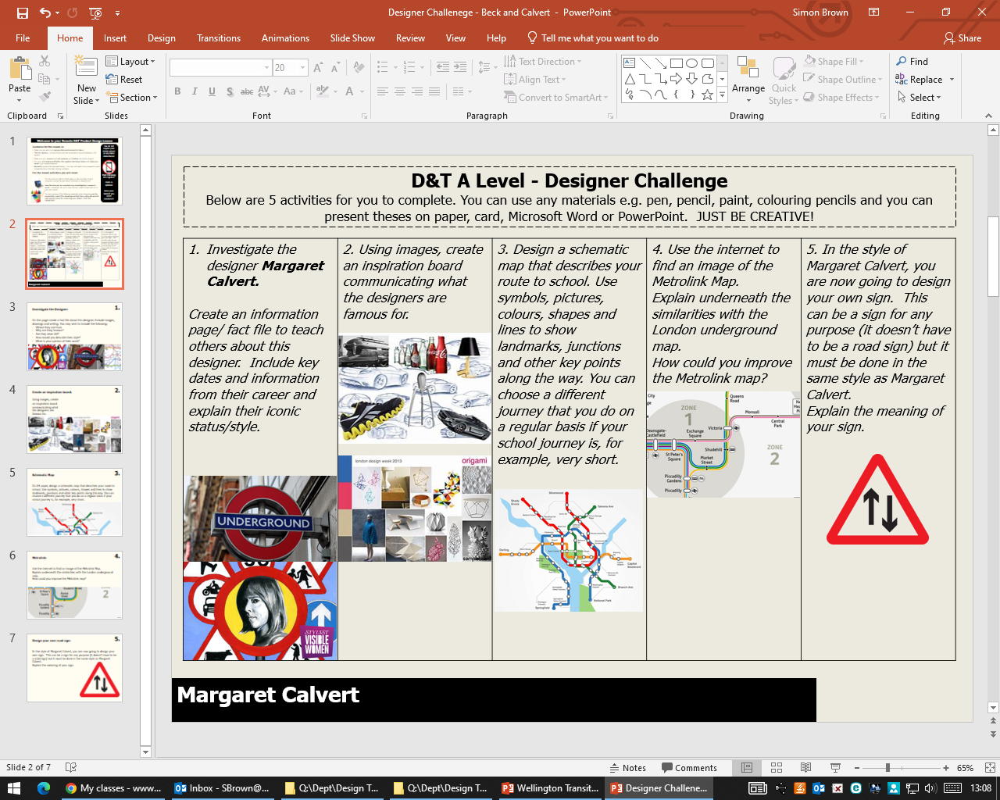 Designer Challenege - Beck and Calvert - PowerPoint
Simon Brown
File Home Insert Design Transitions Animations Slide Show Review View Help Tell me what you want to do Share
Paste
Clipboard
New Slide
Layout
Reset
Section
Slides
20
Font
Text Direction
Align Text
Convert to SmartArt
Paragraph
Arrange
Quick Styles
Shape Fill
Shape Outline
Shape Effects
Drawing
Find
Replace
Select
Editing
1
2
3
4
5
6
7
D&T A Level - Designer Challenge
Below are 5 activities for you to complete. You can use any materials e.g. pen, pencil, paint, colouring pencils and you can
present theses on paper, card, Microsoft Word or PowerPoint. JUST BE CREATIVE!
1. Investigate the
designer Margaret
Calvert.
Create an information
page/ fact file to teach
others about this
designer. Include key
dates and information
from their career and
explain their iconic
status/style.
UNDERGROUND
STYLIST
VISIBLE
WOMEN
2. Using images, create
an inspiration board
communicating what
the designers are
famous for.
london design week 2013
origami
3. Design a schematic
map that describes your
route to school. Use
symbols, pictures,
colours, shapes and
lines to show
landmarks, junctions
and other key points
along the way. You can
choose a different
journey that you do on
a regular basis if your
school journey is, for
example, very short.
4. Use the internet to
find an image of the
Metrolink Map.
Explain underneath the
similarities with the
London underground
map.
How could you improve
the Metrolink map?
ZONE
1
Queens
Road
Monsall
Central
Park
Victoria
Exchange
Square
Deansgate-
Castlefield
St Peter's
Square
Shudehill
Market
Street
ZONE
2
Piccadilly
Gardens
Piccadilly
5. In the style of
Margaret Calvert, you
are now going to design
your own sign. This
can be a sign for any
purpose (it doesn't have
to be a road sign) but it
must be done in the
same style as Margaret
Calvert.
Explain the meaning of
your sign.
Margaret Calvert
Slide 2 of 7
Notes
Comments
65%
My classes - www...
Inbox - SBrown@...
Q:\Dept\Design T...
Q:\Dept\Design T...
Wellington Transit...
Designer Challene...
13:08